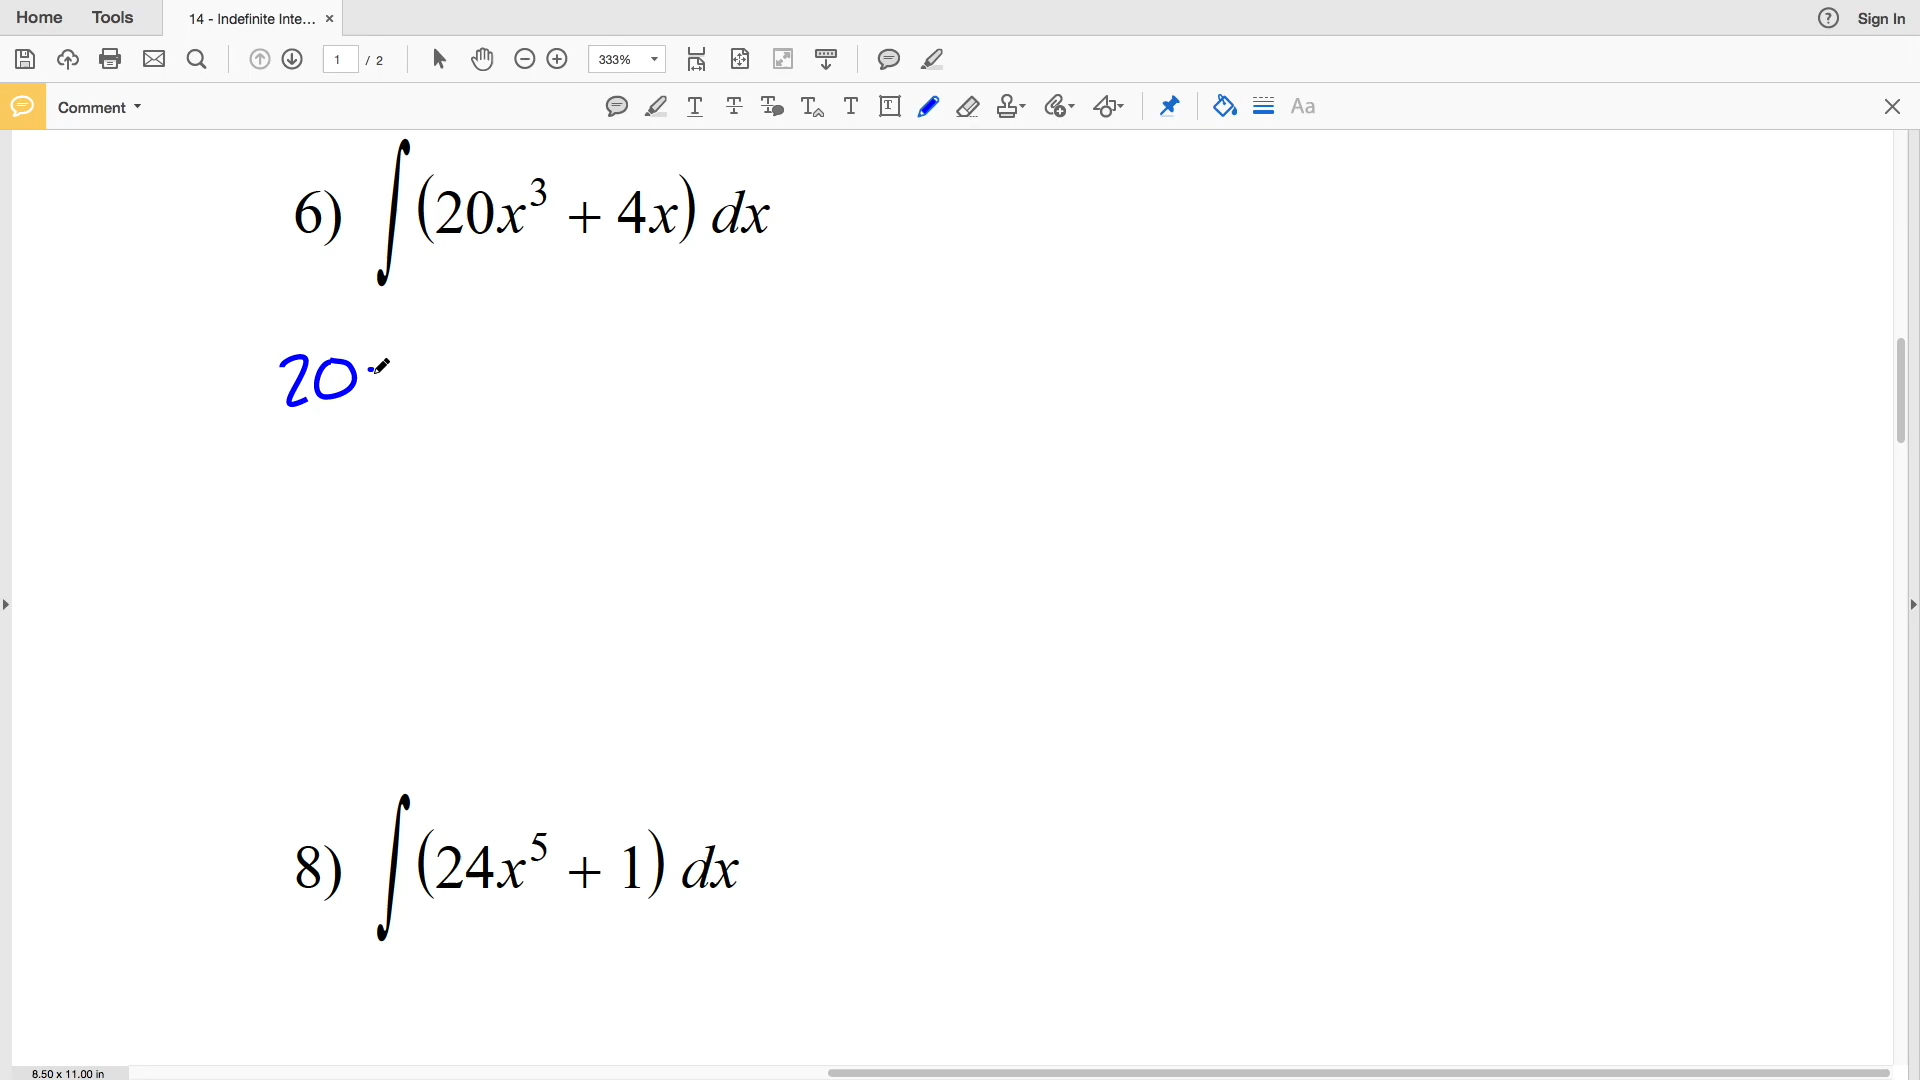 Home Tools 14 - Indefinite Inte... × ? Sign In
1 / 2 333%
Comment Aa
6) ∫(20x³ + 4x) dx
20·
8) ∫(24x⁵ + 1) dx
8.50 x 11.00 in